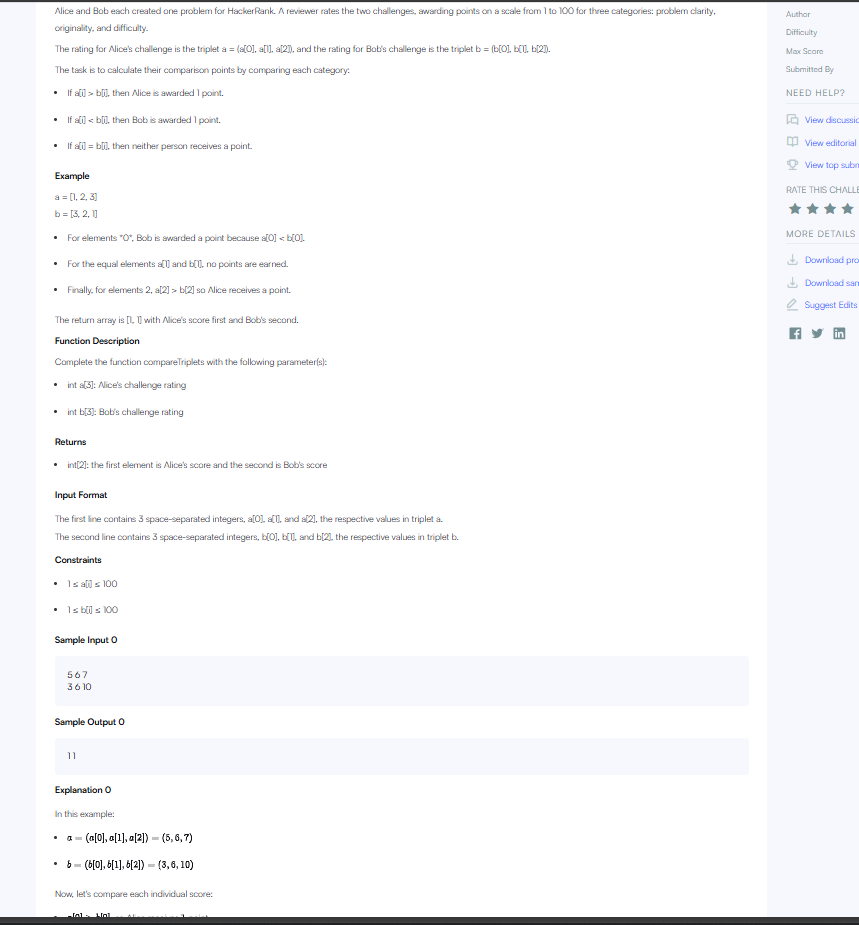 Alice and Bob each created one problem for HackerRank. A reviewer rates the two challenges, awarding points on a scale from 1 to 100 for three categories: problem clarity,
originality, and difficulty.
The rating for Alice's challenge is the triplet a = (a[0], a[1], a[2]), and the rating for Bob's challenge is the triplet b = (b[0], b[1], b[2]).
The task is to calculate their comparison points by comparing each category:
• If a[i] > b[i], then Alice is awarded 1 point.
• If a[i] < b[i], then Bob is awarded 1 point.
• If a[i] = b[i], then neither person receives a point.
Example
a = [1, 2, 3]
b = [3, 2, 1]
• For elements *0*, Bob is awarded a point because a[0] < b[0].
• For the equal elements a[1] and b[1], no points are earned.
• Finally, for elements 2, a[2] > b[2] so Alice receives a point.
The return array is [1, 1] with Alice's score first and Bob's second.
Function Description
Complete the function compareTriplets with the following parameter(s):
• int a[3]: Alice's challenge rating
• int b[3]: Bob's challenge rating
Returns
• int[2]: the first element is Alice's score and the second is Bob's score
Input Format
The first line contains 3 space-separated integers, a[0], a[1], and a[2], the respective values in triplet a.
The second line contains 3 space-separated integers, b[0], b[1], and b[2], the respective values in triplet b.
Constraints
• 1 ≤ a[i] ≤ 100
• 1 ≤ b[i] ≤ 100
Sample Input 0
5 6 7
3 6 10
Sample Output 0
1 1
Explanation 0
In this example:
• a = (a[0], a[1], a[2]) = (5, 6, 7)
• b = (b[0], b[1], b[2]) = (3, 6, 10)
Now, let's compare each individual score:
Author
Difficulty
Max Score
Submitted By
NEED HELP?
View discussio
View editorial
View top subm
RATE THIS CHALLE
MORE DETAILS
Download pro
Download sam
Suggest Edits